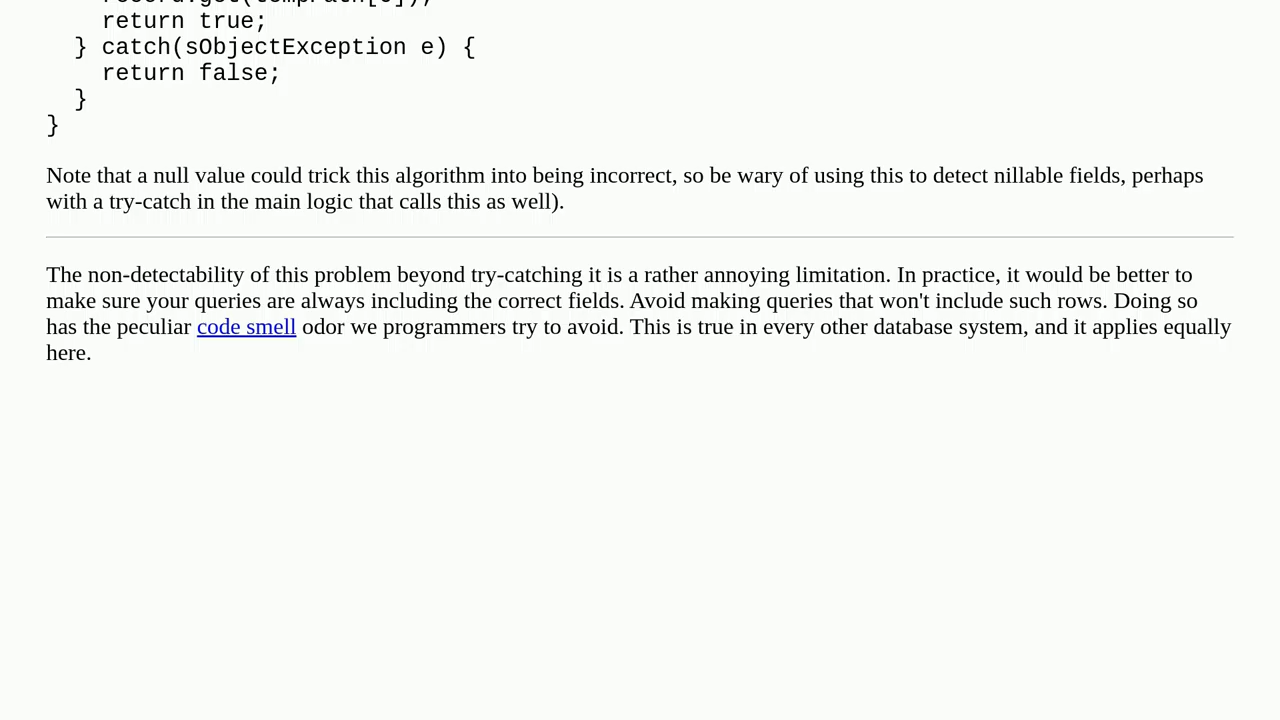 record.get(tempPath[0]);
return true;
} catch(sObjectException e) {
return false;
}
}
Note that a null value could trick this algorithm into being incorrect, so be wary of using this to detect nillable fields, perhaps
with a try-catch in the main logic that calls this as well).
The non-detectability of this problem beyond try-catching it is a rather annoying limitation. In practice, it would be better to
make sure your queries are always including the correct fields. Avoid making queries that won't include such rows. Doing so
has the peculiar code smell odor we programmers try to avoid. This is true in every other database system, and it applies equally
here.